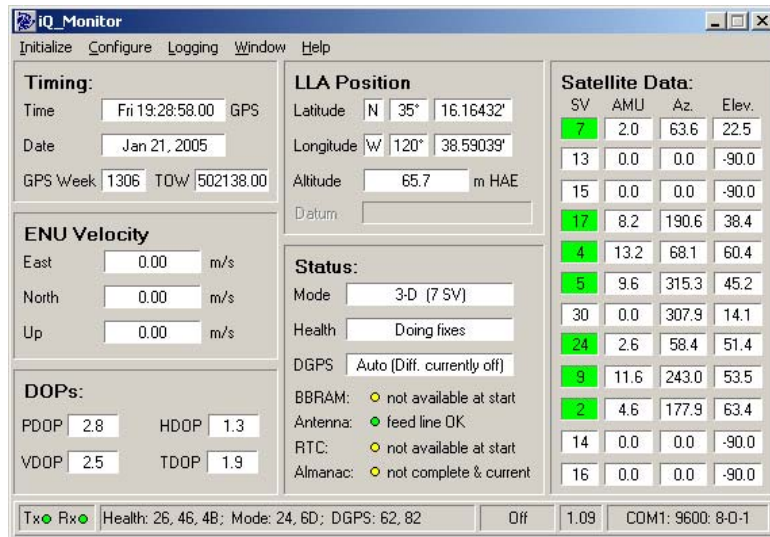 iQ_Monitor
Initialize Configure Logging Window Help
Timing:
Time Fri 19:28:58.00 GPS
Date Jan 21, 2005
GPS Week 1306 TOW 502138.00
ENU Velocity
East 0.00 m/s
North 0.00 m/s
Up 0.00 m/s
DOPs:
PDOP 2.8 HDOP 1.3
VDOP 2.5 TDOP 1.9
LLA Position
Latitude N 35° 16.16432'
Longitude W 120° 38.59039'
Altitude 65.7 m HAE
Datum
Status:
Mode 3-D (7 SV)
Health Doing fixes
DGPS Auto (Diff. currently off)
BBRAM: not available at start
Antenna: feed line OK
RTC: not available at start
Almanac: not complete & current
Satellite Data:
SV AMU Az. Elev.
7 2.0 63.6 22.5
13 0.0 0.0 -90.0
15 0.0 0.0 -90.0
17 8.2 190.6 38.4
4 13.2 68.1 60.4
5 9.6 315.3 45.2
30 0.0 307.9 14.1
24 2.6 58.4 51.4
9 11.6 243.0 53.5
2 4.6 177.9 63.4
14 0.0 0.0 -90.0
16 0.0 0.0 -90.0
Tx Rx Health: 26, 46, 4B; Mode: 24, 6D; DGPS: 62, 82 Off 1.09 COM1: 9600: 8-O-1